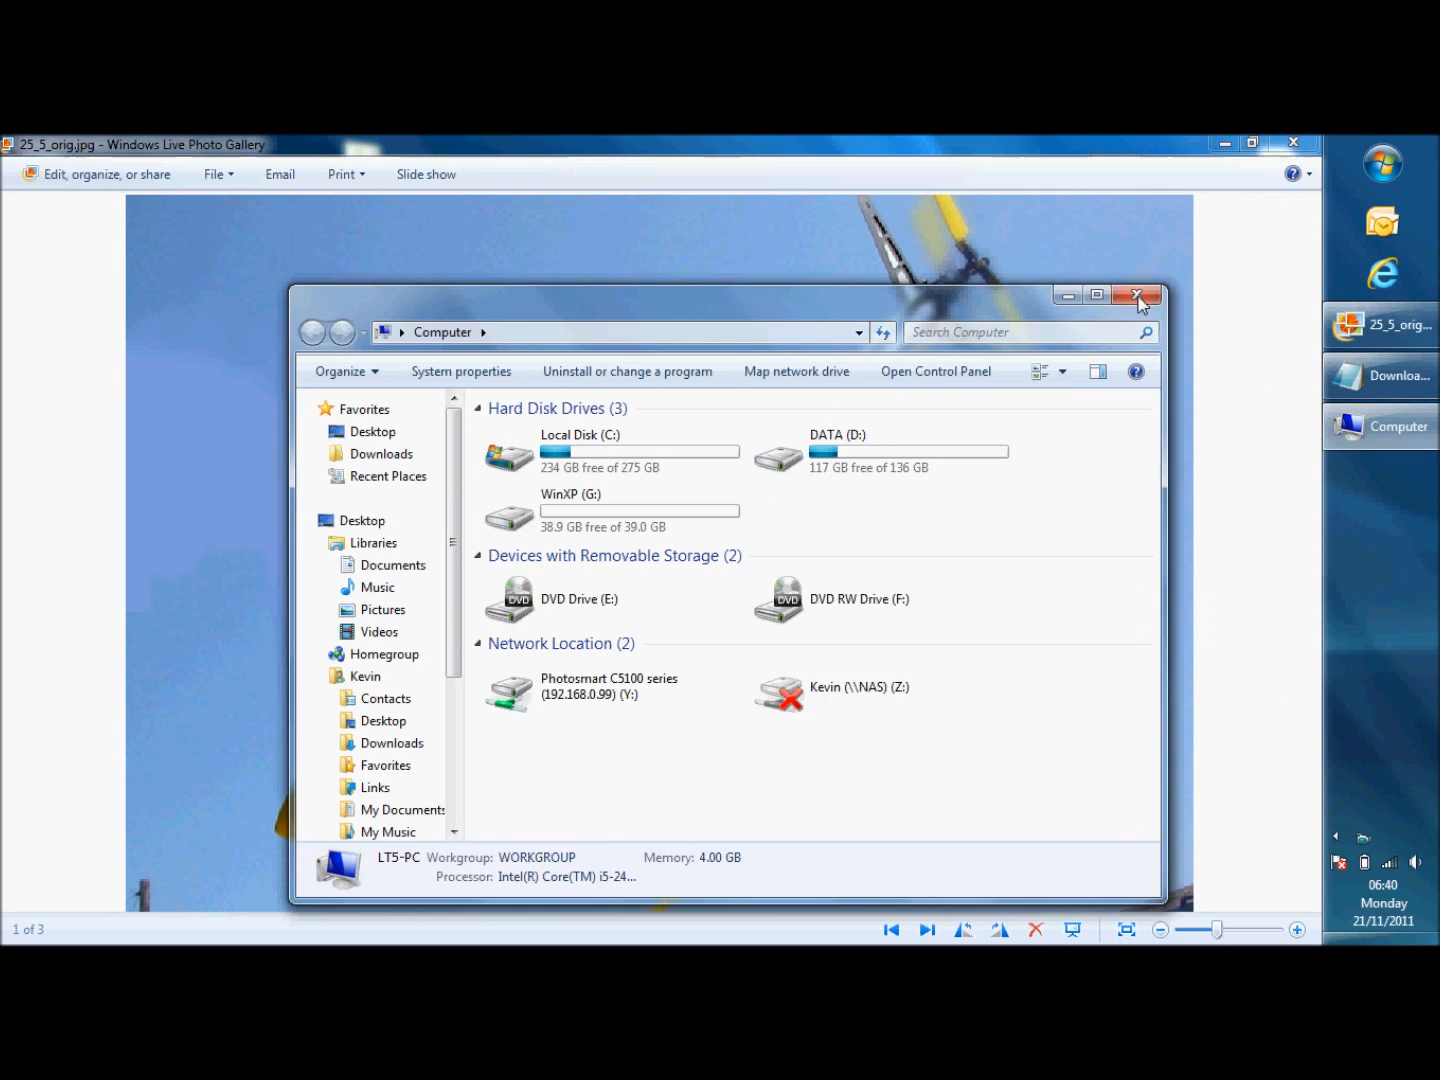 25_5_orig.jpg - Windows Live Photo Gallery
Edit, organize, or share File Email Print Slide show
25_5_orig...
Downloa...
Computer
Computer
Search Computer
Organize System properties Uninstall or change a program Map network drive Open Control Panel
Favorites
Desktop
Downloads
Recent Places
Desktop
Libraries
Documents
Music
Pictures
Videos
Homegroup
Kevin
Contacts
Desktop
Downloads
Favorites
Links
My Documents
My Music
Hard Disk Drives (3)
Local Disk (C:)
234 GB free of 275 GB
DATA (D:)
117 GB free of 136 GB
WinXP (G:)
38.9 GB free of 39.0 GB
Devices with Removable Storage (2)
DVD
DVD Drive (E:)
DVD
DVD RW Drive (F:)
Network Location (2)
Photosmart C5100 series
(192.168.0.99) (Y:)
Kevin (\\NAS) (Z:)
LT5-PC Workgroup: WORKGROUP Memory: 4.00 GB
Processor: Intel(R) Core(TM) i5-24...
1 of 3
06:40
Monday
21/11/2011